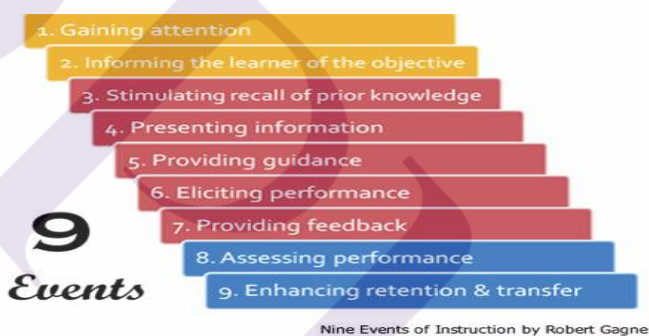 1. Gaining attention
2. Informing the learner of the objective
3. Stimulating recall of prior knowledge
4. Presenting information
5. Providing guidance
6. Eliciting performance
7. Providing feedback
8. Assessing performance
9. Enhancing retention & transfer
9
Events
Nine Events of Instruction by Robert Gagne